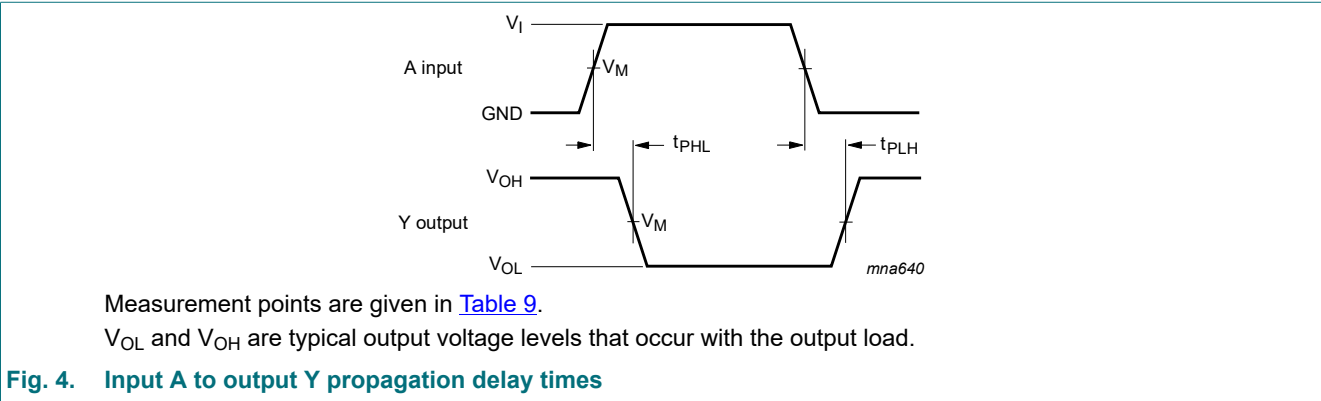 VI
A input
VM
GND
tPHL
tPLH
VOH
Y output
VM
VOL
mna640
Measurement points are given in Table 9.
VOL and VOH are typical output voltage levels that occur with the output load.
Fig. 4. Input A to output Y propagation delay times